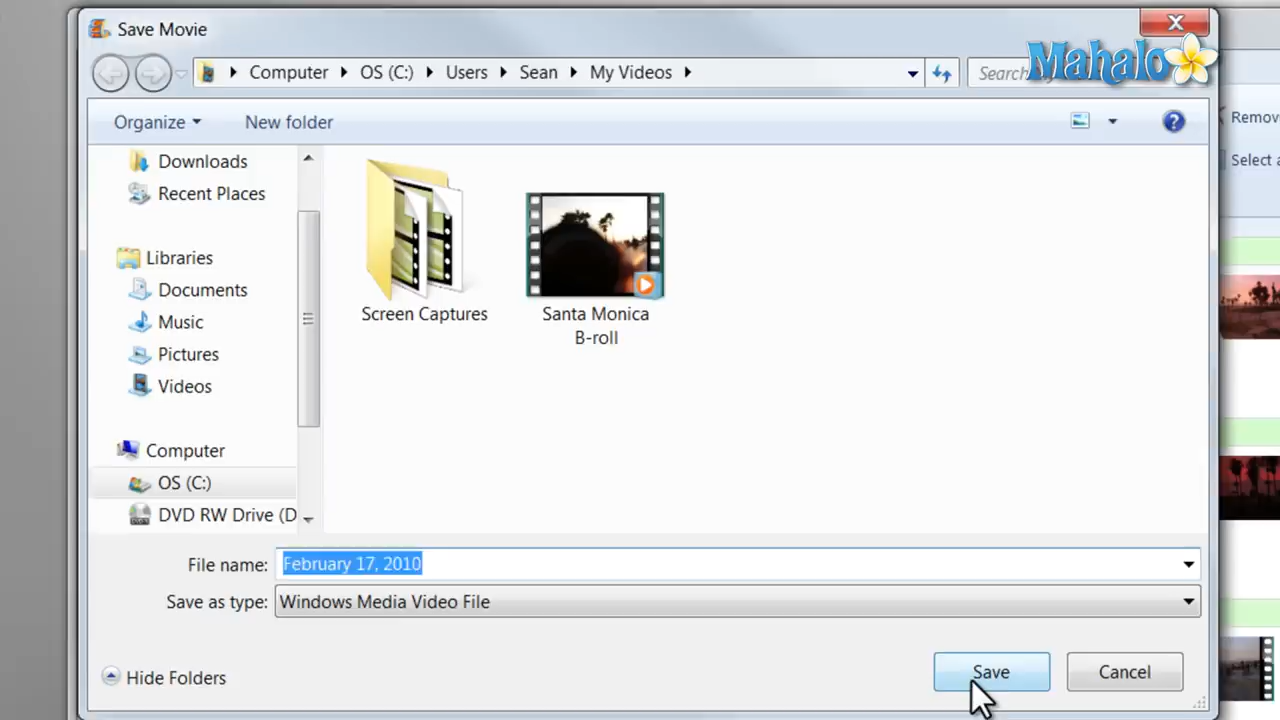 Save Movie
Computer OS (C:) Users Sean My Videos
Search
Mahalo
Organize
New folder
Remov
Select a
Downloads
Recent Places
Libraries
Documents
Music
Pictures
Videos
Computer
OS (C:)
DVD RW Drive (D
Screen Captures
Santa Monica
B-roll
File name: February 17, 2010
Save as type: Windows Media Video File
Hide Folders
Save
Cancel